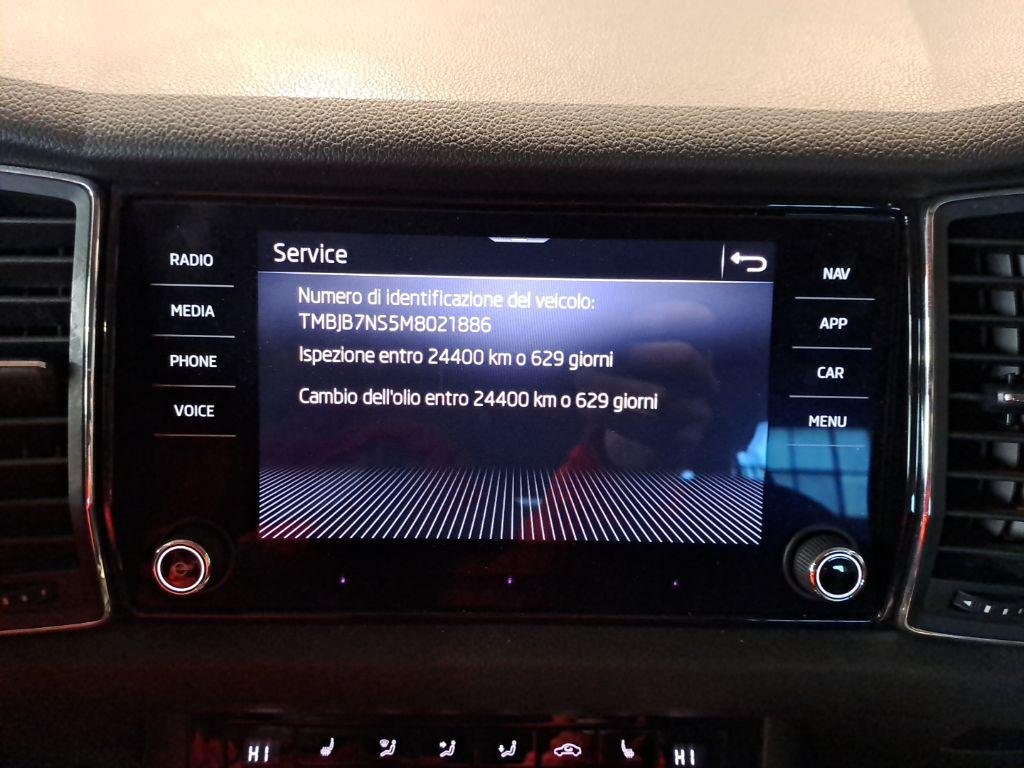 Service
RADIO
MEDIA
PHONE
VOICE
Numero di identificazione del veicolo:
TMBJB7NS5M8021886
Ispezione entro 24400 km o 629 giorni
Cambio dell'olio entro 24400 km o 629 giorni
NAV
APP
CAR
MENU
HI
HI